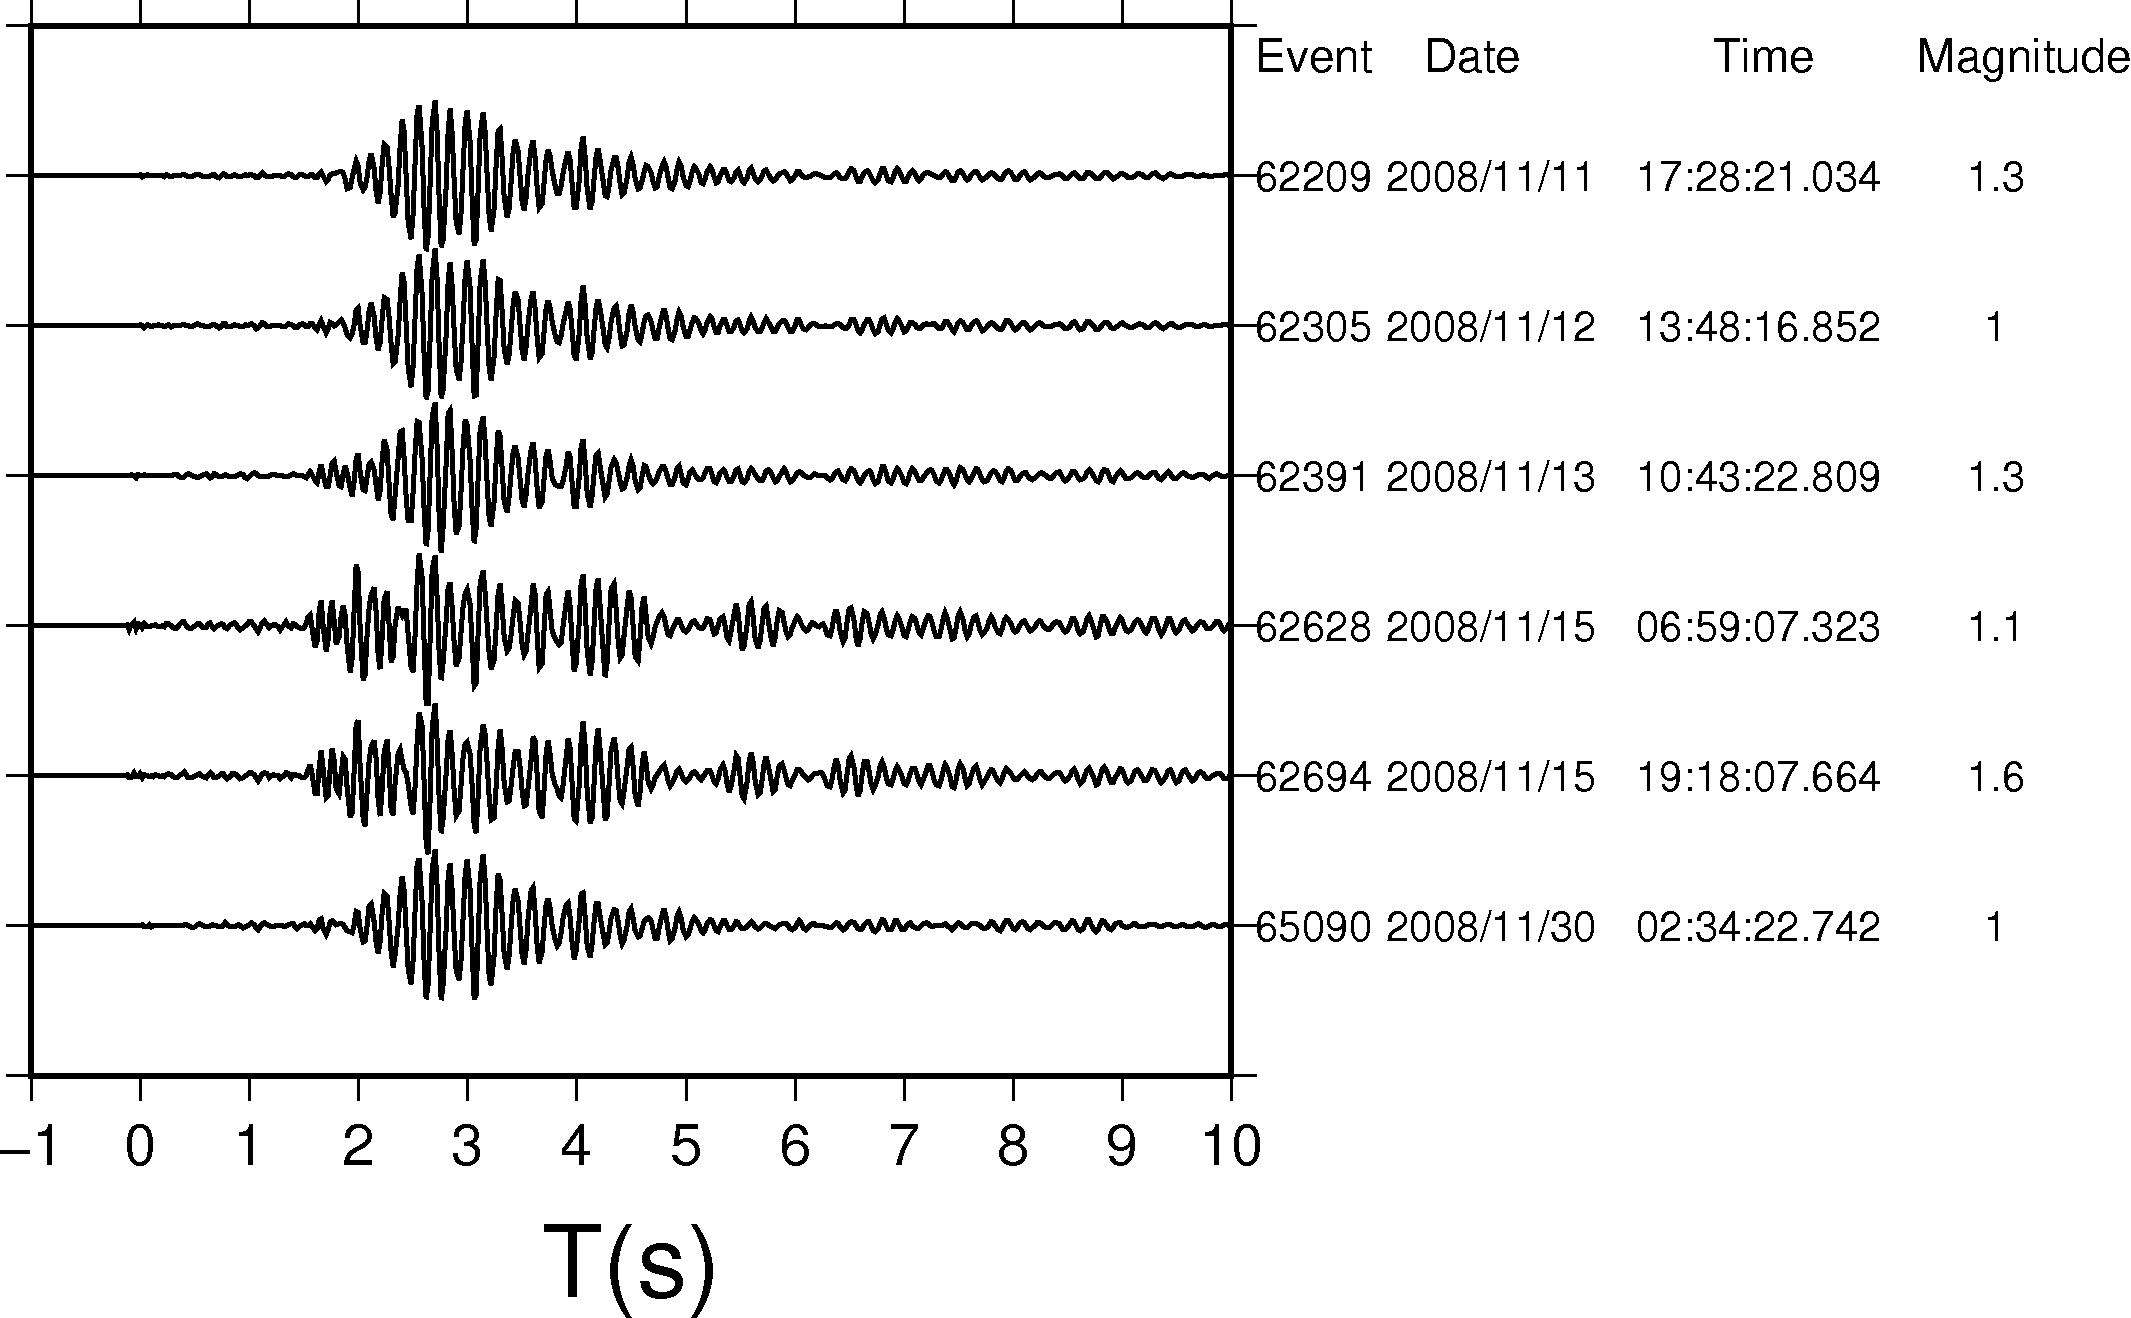 Event Date Time Magnitude
62209 2008/11/11 17:28:21.034 1.3
62305 2008/11/12 13:48:16.852 1
62391 2008/11/13 10:43:22.809 1.3
62628 2008/11/15 06:59:07.323 1.1
62694 2008/11/15 19:18:07.664 1.6
65090 2008/11/30 02:34:22.742 1
−1 0 1 2 3 4 5 6 7 8 9 10
T(s)